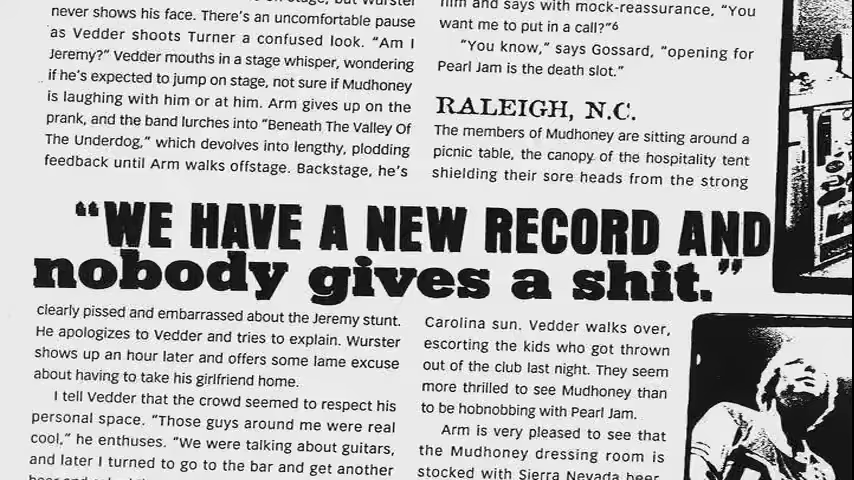 never shows his face. There's an uncomfortable pause
as Vedder shoots Turner a confused look. "Am I
Jeremy?" Vedder mouths in a stage whisper, wondering
if he's expected to jump on stage, not sure if Mudhoney
is laughing with him or at him. Arm gives up on the
prank, and the band lurches into "Beneath The Valley Of
The Underdog," which devolves into lengthy, plodding
feedback until Arm walks offstage. Backstage, he's
film and says with mock-reassurance, "You
want me to put in a call?"6
"You know," says Gossard, "opening for
Pearl Jam is the death slot."
RALEIGH, N.C.
The members of Mudhoney are sitting around a
picnic table, the canopy of the hospitality tent
shielding their sore heads from the strong
"WE HAVE A NEW RECORD AND
nobody gives a shit."
clearly pissed and embarrassed about the Jeremy stunt.
He apologizes to Vedder and tries to explain. Wurster
shows up an hour later and offers some lame excuse
about having to take his girlfriend home.
I tell Vedder that the crowd seemed to respect his
personal space. "Those guys around me were real
cool," he enthuses. "We were talking about guitars,
and later I turned to go to the bar and get another
Carolina sun. Vedder walks over,
escorting the kids who got thrown
out of the club last night. They seem
more thrilled to see Mudhoney than
to be hobnobbing with Pearl Jam.
Arm is very pleased to see that
the Mudhoney dressing room is
stocked with Sierra Nevada beer,